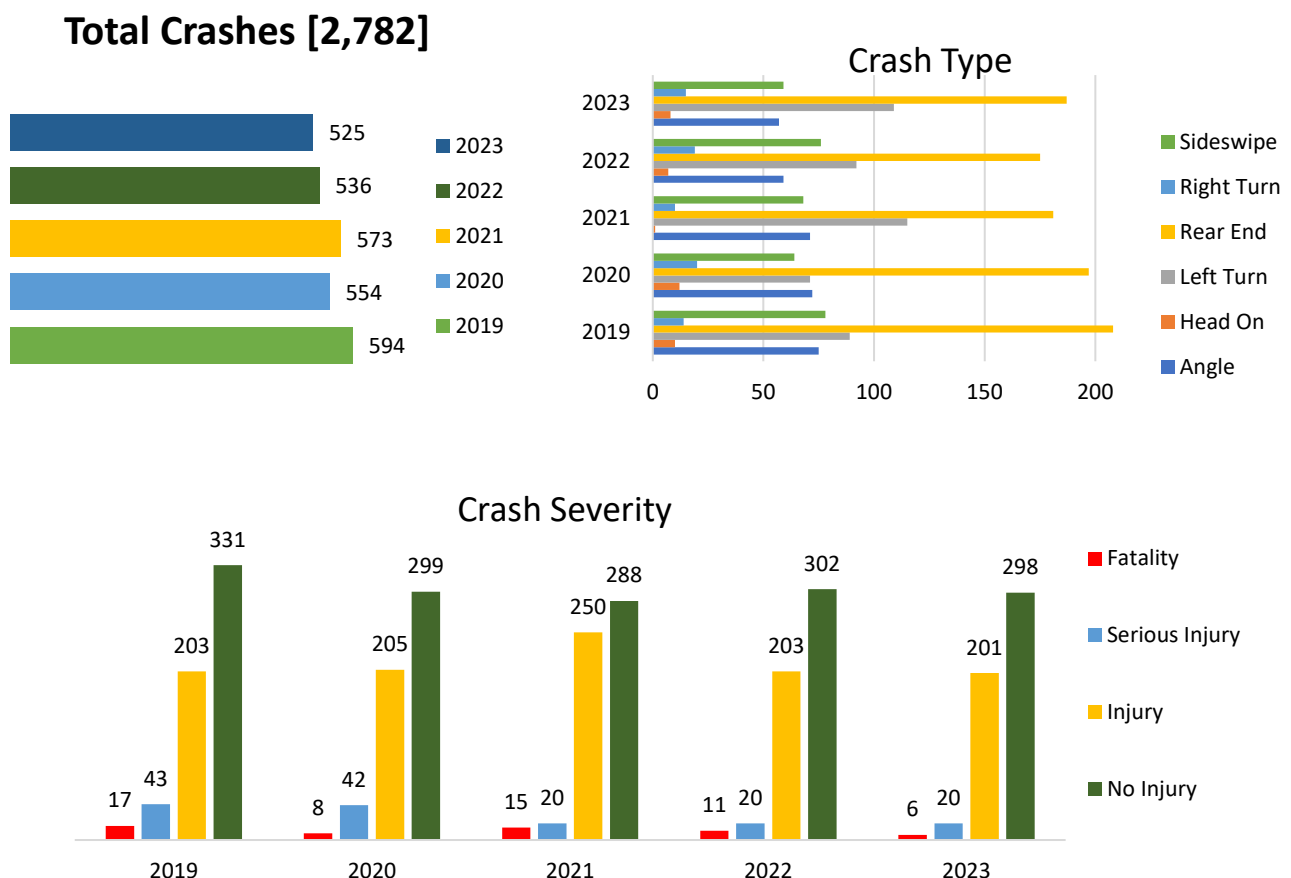 Total Crashes [2,782]
525
536
573
554
594
2023
2022
2021
2020
2019
Crash Type
2023
2022
2021
2020
2019
0 50 100 150 200
Sideswipe
Right Turn
Rear End
Left Turn
Head On
Angle
Crash Severity
17 43 203 331
8 42 205 299
15 20 250 288
11 20 203 302
6 20 201 298
2019 2020 2021 2022 2023
Fatality
Serious Injury
Injury
No Injury